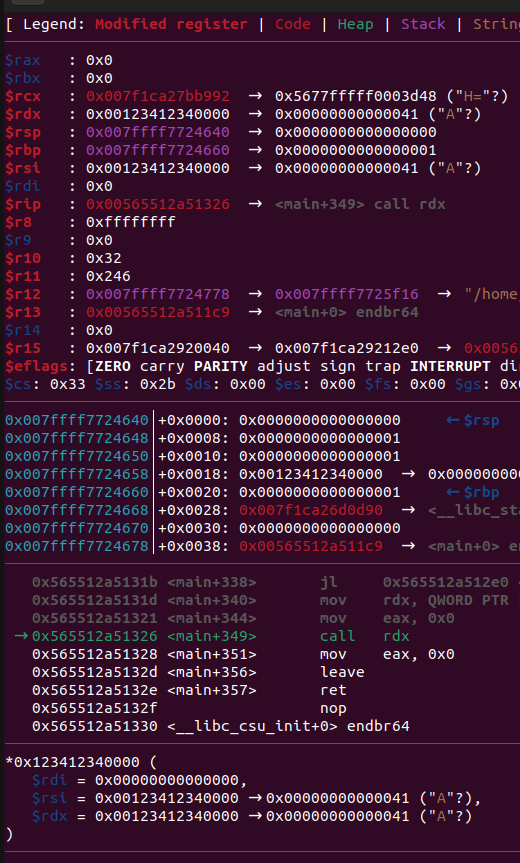 [ Legend: Modified register | Code | Heap | Stack | String
$rax   : 0x0
$rbx   : 0x0
$rcx   : 0x007f1ca27bb992  →  0x5677fffff0003d48 ("H="?)
$rdx   : 0x00123412340000  →  0x00000000000041 ("A"?)
$rsp   : 0x007ffff7724640  →  0x0000000000000000
$rbp   : 0x007ffff7724660  →  0x0000000000000001
$rsi   : 0x00123412340000  →  0x00000000000041 ("A"?)
$rdi   : 0x0
$rip   : 0x00565512a51326  →  <main+349> call rdx
$r8    : 0xffffffff
$r9    : 0x0
$r10   : 0x32
$r11   : 0x246
$r12   : 0x007ffff7724778  →  0x007ffff7725f16  →  "/home
$r13   : 0x00565512a511c9  →  <main+0> endbr64
$r14   : 0x0
$r15   : 0x007f1ca2920040  →  0x007f1ca29212e0  →  0x0056
$eflags: [ZERO carry PARITY adjust sign trap INTERRUPT di
$cs: 0x33 $ss: 0x2b $ds: 0x00 $es: 0x00 $fs: 0x00 $gs: 0x0
0x007ffff7724640│+0x0000: 0x0000000000000000   ←$rsp
0x007ffff7724648│+0x0008: 0x0000000000000001
0x007ffff7724650│+0x0010: 0x0000000000000001
0x007ffff7724658│+0x0018: 0x00123412340000  →  0x00000000
0x007ffff7724660│+0x0020: 0x0000000000000001   ←$rbp
0x007ffff7724668│+0x0028: 0x007f1ca26d0d90  →  <__libc_sta
0x007ffff7724670│+0x0030: 0x0000000000000000
0x007ffff7724678│+0x0038: 0x00565512a511c9  →  <main+0> en
0x565512a5131b <main+338>       jl     0x565512a512e0 <
0x565512a5131d <main+340>       mov    rdx, QWORD PTR
0x565512a51321 <main+344>       mov    eax, 0x0
→0x565512a51326 <main+349>       call   rdx
0x565512a51328 <main+351>       mov    eax, 0x0
0x565512a5132d <main+356>       leave
0x565512a5132e <main+357>       ret
0x565512a5132f                  nop
0x565512a51330 <__libc_csu_init+0> endbr64
*0x123412340000 (
$rdi = 0x00000000000000,
$rsi = 0x00123412340000 →0x00000000000041 ("A"?),
$rdx = 0x00123412340000 →0x00000000000041 ("A"?)
)